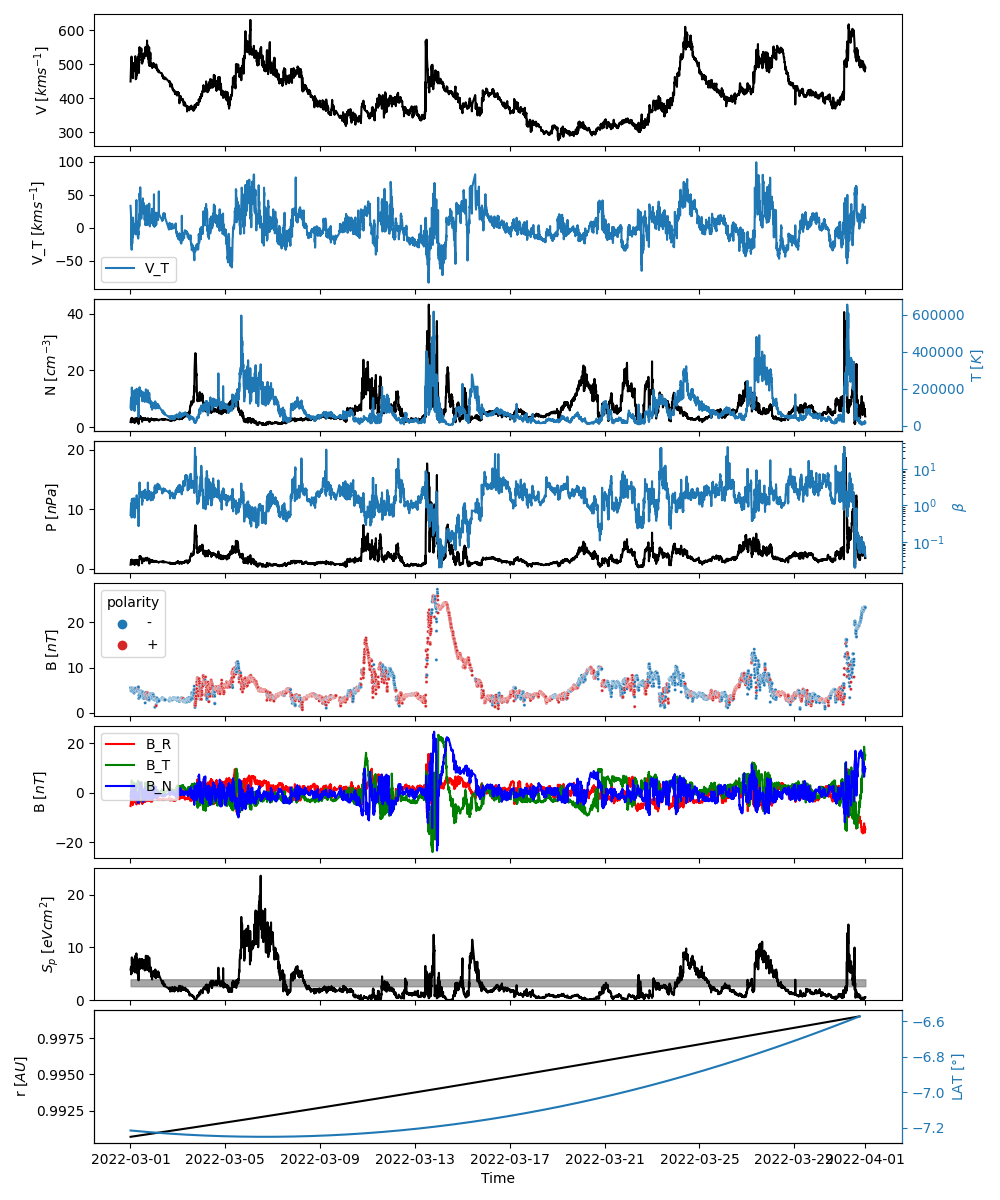 600
500
400
300
V [kms⁻¹]
100
50
0
−50
V_T [kms⁻¹]
V_T
40
20
0
N [cm⁻³]
600000
400000
200000
0
T [K]
20
10
0
P [nPa]
10¹
10⁰
10⁻¹
β
20
10
0
B [nT]
polarity
-
+
20
0
−20
B [nT]
B_R
B_T
B_N
20
10
0
Sₚ [eVcm²]
0.9975
0.9950
0.9925
r [AU]
−6.6
−6.8
−7.0
−7.2
LAT [°]
2022-03-01 2022-03-05 2022-03-09 2022-03-13 2022-03-17 2022-03-21 2022-03-25 2022-03-29 2022-04-01
Time